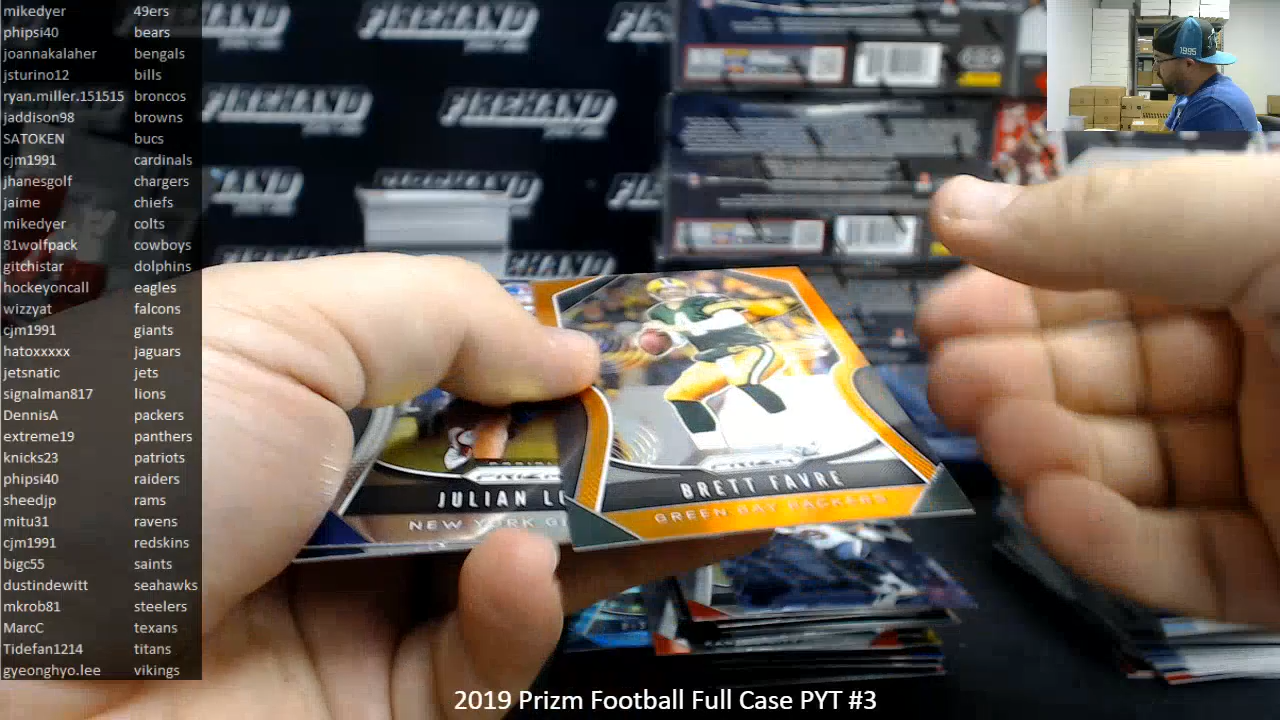 mikedyer 49ers
phipsi40 bears
joannakalaher bengals
jsturino12 bills
ryan.miller.151515 broncos
jaddison98 browns
SATOKEN bucs
cjm1991 cardinals
jhanesgolf chargers
jaime chiefs
mikedyer colts
81wolfpack cowboys
gitchistar dolphins
hockeyoncall eagles
wizzyat falcons
cjm1991 giants
hatoxxxxx jaguars
jetsnatic jets
signalman817 lions
DennisA packers
extreme19 panthers
knicks23 patriots
phipsi40 raiders
sheedjp rams
mitu31 ravens
cjm1991 redskins
bigc55 saints
dustindewitt seahawks
mkrob81 steelers
MarcC texans
Tidefan1214 titans
gyeonghyo.lee vikings
FIREHAND
FIREHAND FIREHAND
1995
PRIZM
BRETT FAVRE
GREEN BAY PACKERS
PRIZM
JULIAN
NEW YORK
2019 Prizm Football Full Case PYT #3